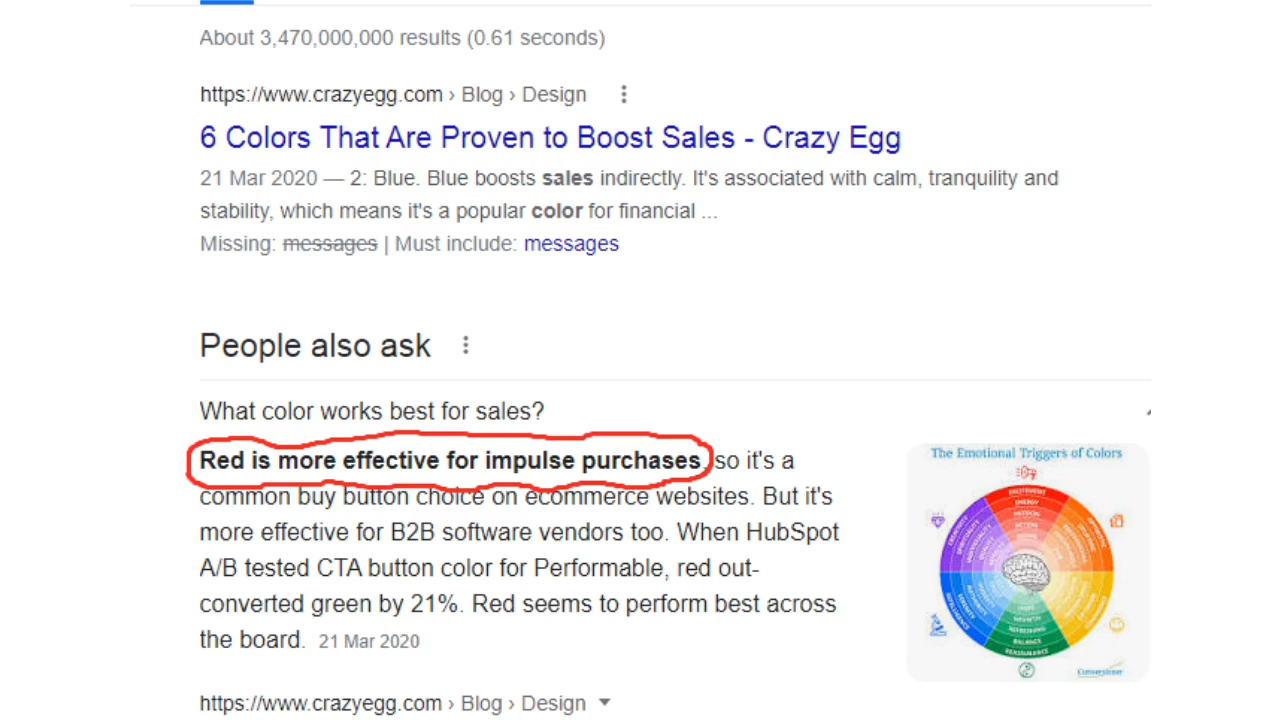 About 3,470,000,000 results (0.61 seconds)
https://www.crazyegg.com › Blog › Design
6 Colors That Are Proven to Boost Sales - Crazy Egg
21 Mar 2020 — 2: Blue. Blue boosts sales indirectly. It's associated with calm, tranquility and
stability, which means it's a popular color for financial ...
Missing: messages | Must include: messages
People also ask
What color works best for sales?
Red is more effective for impulse purchases, so it's a
common buy button choice on ecommerce websites. But it's
more effective for B2B software vendors too. When HubSpot
A/B tested CTA button color for Performable, red out-
converted green by 21%. Red seems to perform best across
the board. 21 Mar 2020
The Emotional Triggers of Colors
EXCITEMENT
ENERGY
PASSION
ACTION
REFRESHING
BALANCE
https://www.crazyegg.com › Blog › Design